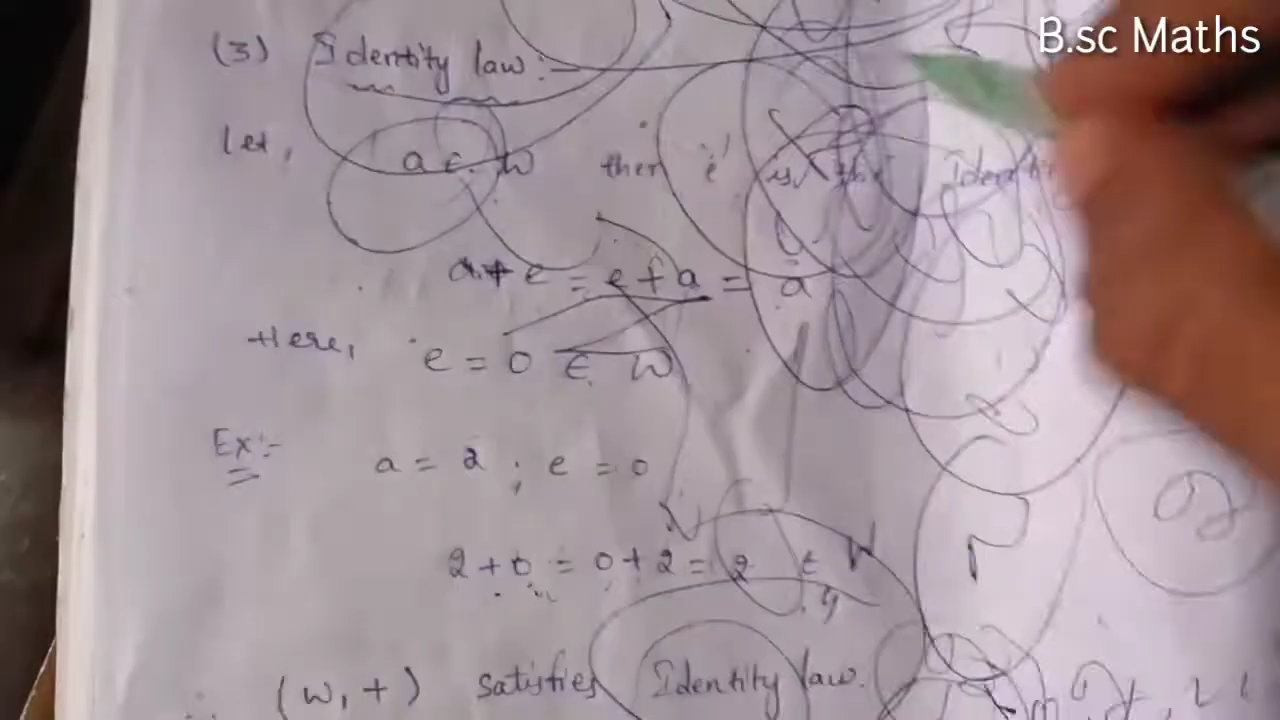 B.sc Maths
(3) Identity law :-
Let, a ∈ W then 'e' is the Identi
a + e = e + a = a
Here, e = 0 ∈ W
Ex:- a = 2 ; e = 0
2 + 0 = 0 + 2 = 2 ∈ W
∴ (W, +) satisfies Identity law.